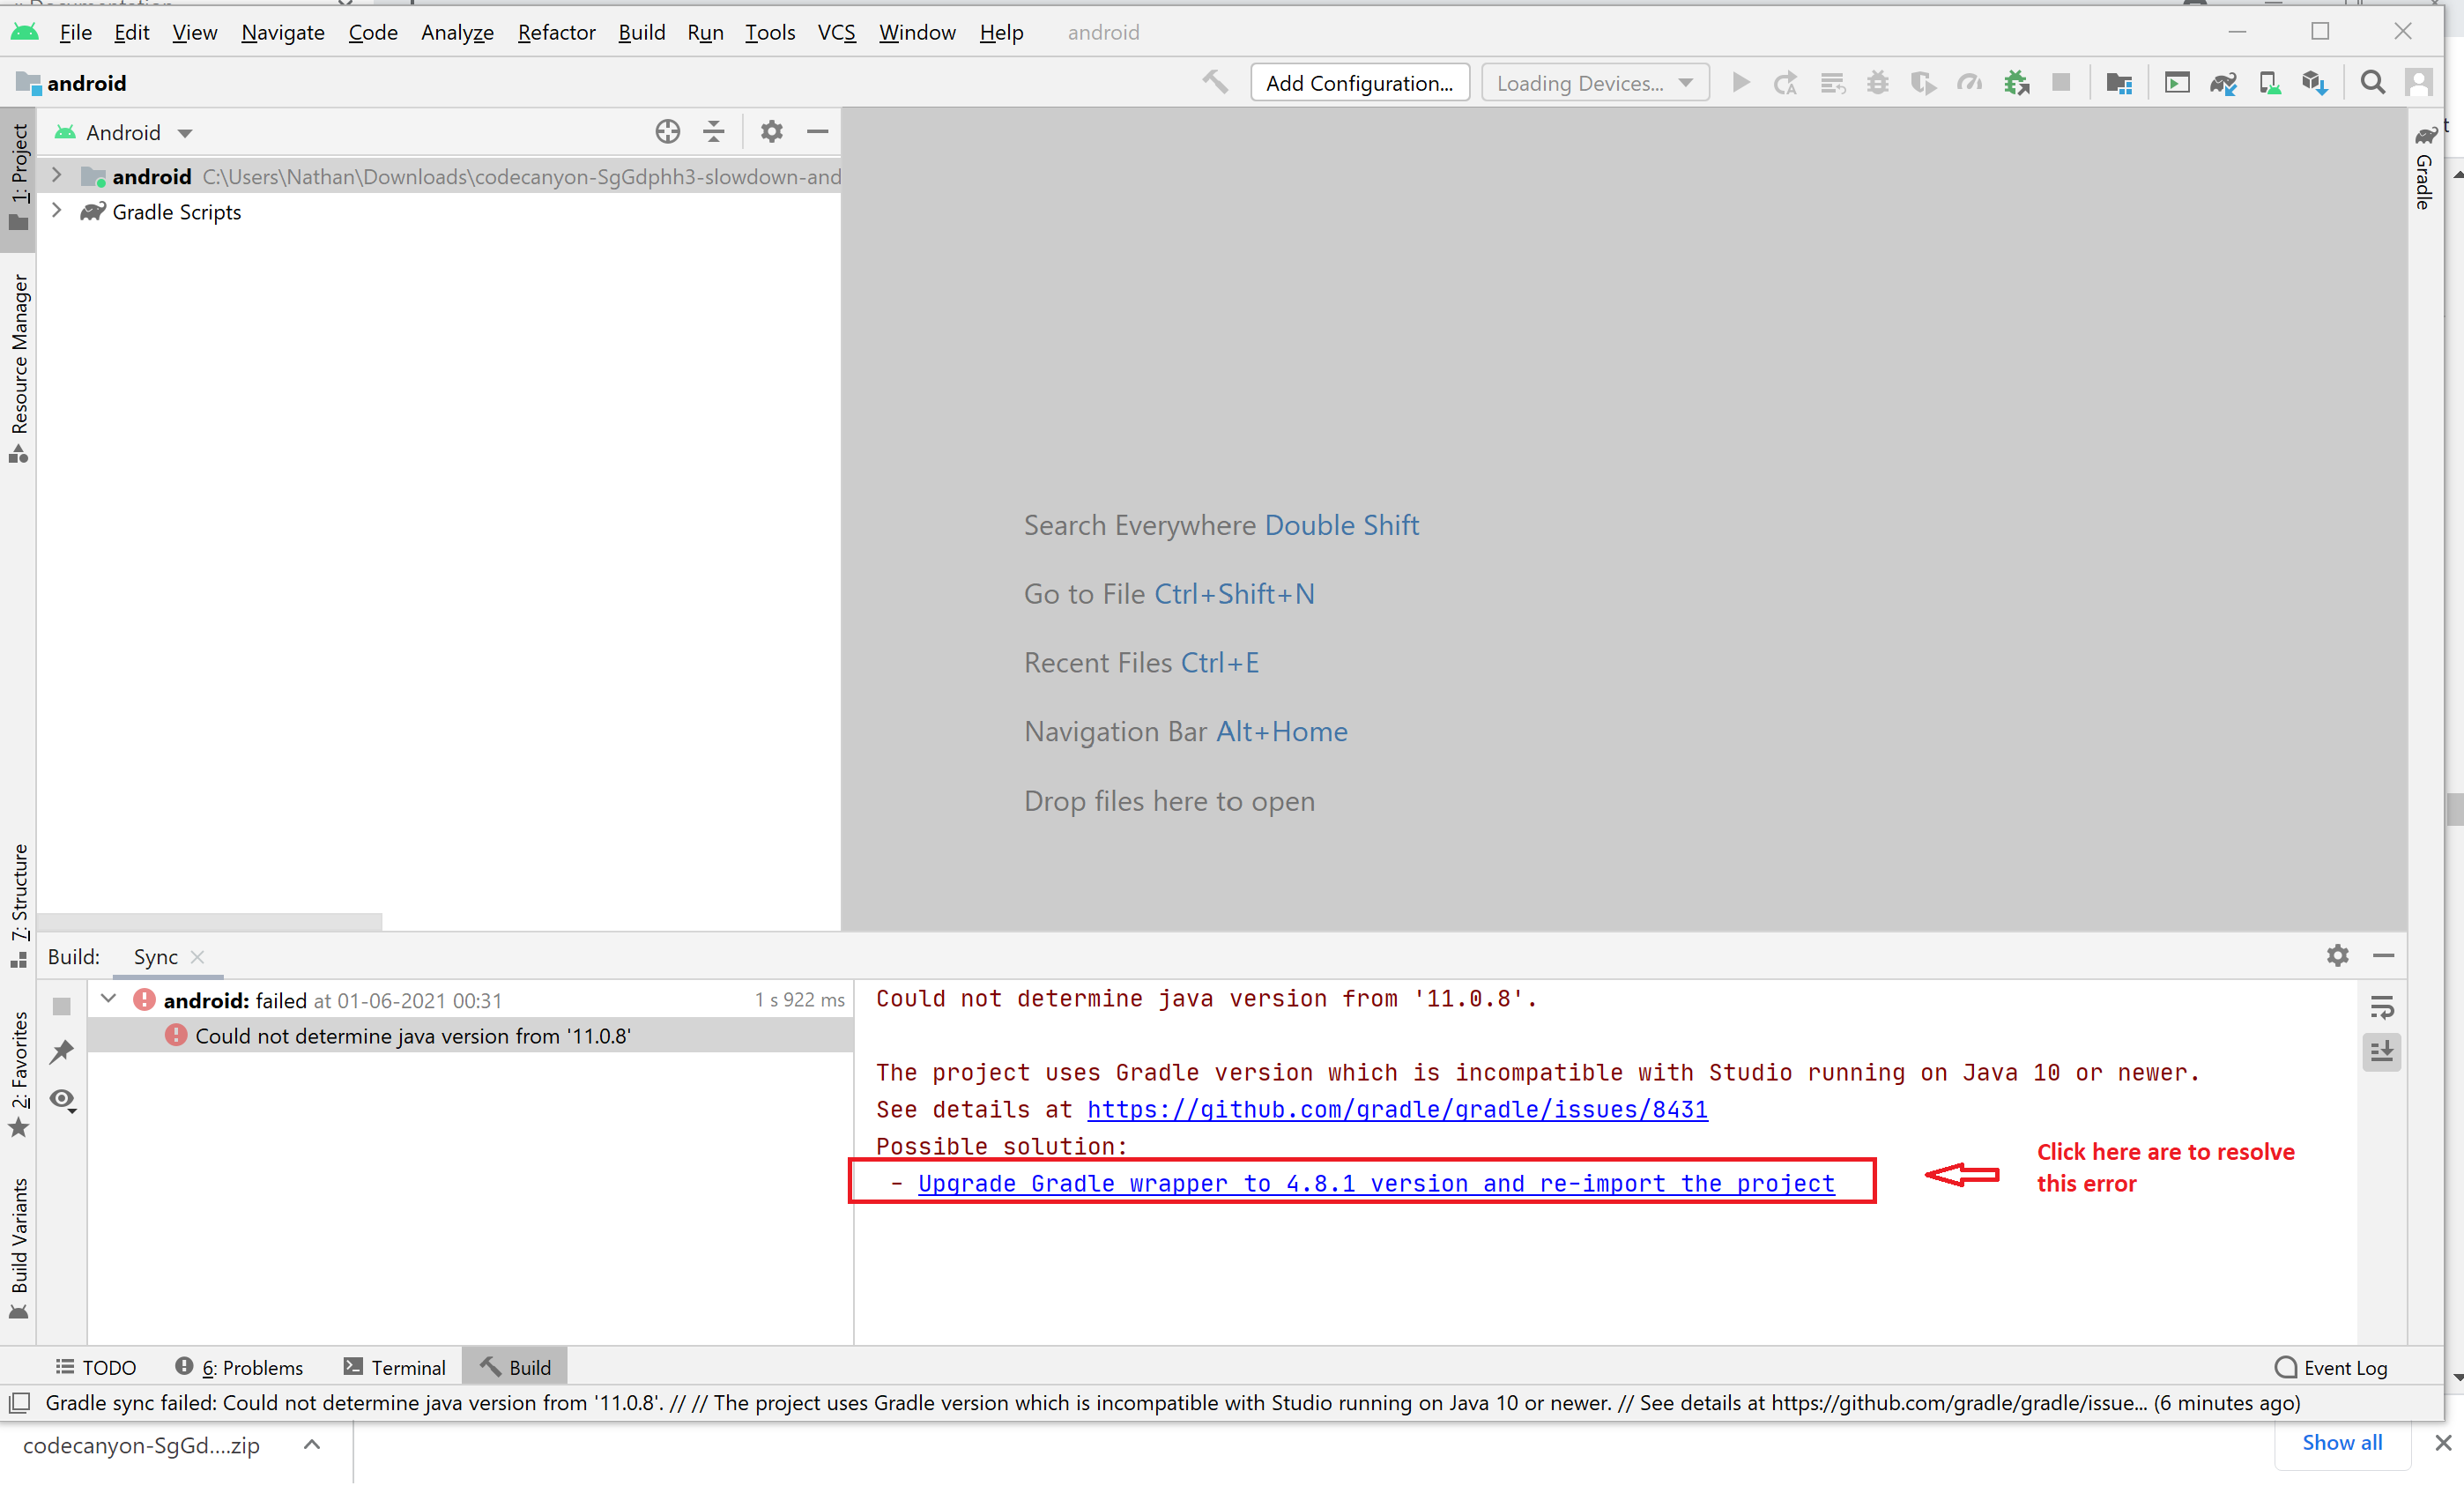 File Edit View Navigate Code Analyze Refactor Build Run Tools VCS Window Help android
android
Add Configuration... Loading Devices...
1: Project
Resource Manager
7: Structure
2: Favorites
Build Variants
Android
android C:\Users\Nathan\Downloads\codecanyon-SgGdphh3-slowdown-and
Gradle Scripts
Gradle
Search Everywhere Double Shift
Go to File Ctrl+Shift+N
Recent Files Ctrl+E
Navigation Bar Alt+Home
Drop files here to open
Build: Sync
android: failed at 01-06-2021 00:31 1 s 922 ms
Could not determine java version from '11.0.8'
Could not determine java version from '11.0.8'.
The project uses Gradle version which is incompatible with Studio running on Java 10 or newer.
See details at https://github.com/gradle/gradle/issues/8431
Possible solution:
- Upgrade Gradle wrapper to 4.8.1 version and re-import the project
Click here are to resolve
this error
TODO 6: Problems Terminal Build Event Log
Gradle sync failed: Could not determine java version from '11.0.8'. // // The project uses Gradle version which is incompatible with Studio running on Java 10 or newer. // See details at https://github.com/gradle/gradle/issue... (6 minutes ago)
codecanyon-SgGd....zip Show all